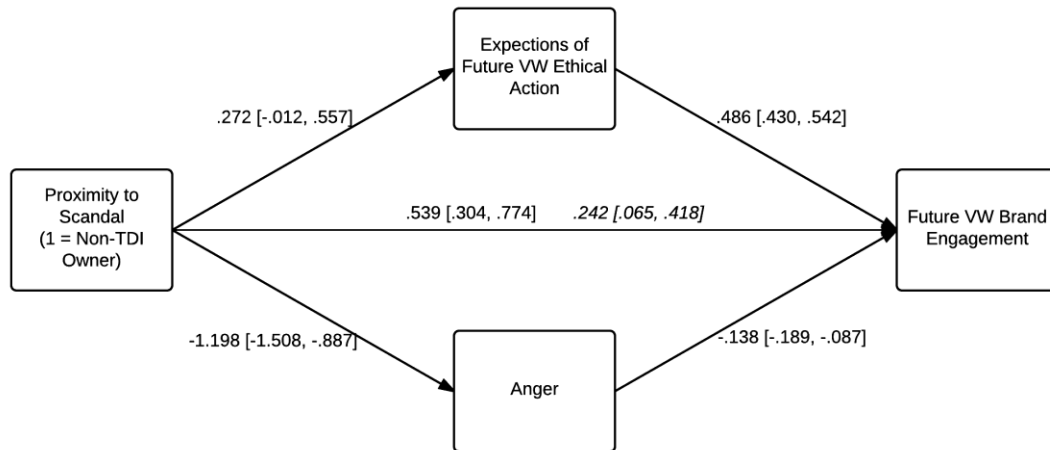 Expections of
Future VW Ethical
Action
.272 [-.012, .557]
.486 [.430, .542]
Proximity to
Scandal
(1 = Non-TDI
Owner)
.539 [.304, .774] .242 [.065, .418]
Future VW Brand
Engagement
-1.198 [-1.508, -.887]
-.138 [-.189, -.087]
Anger